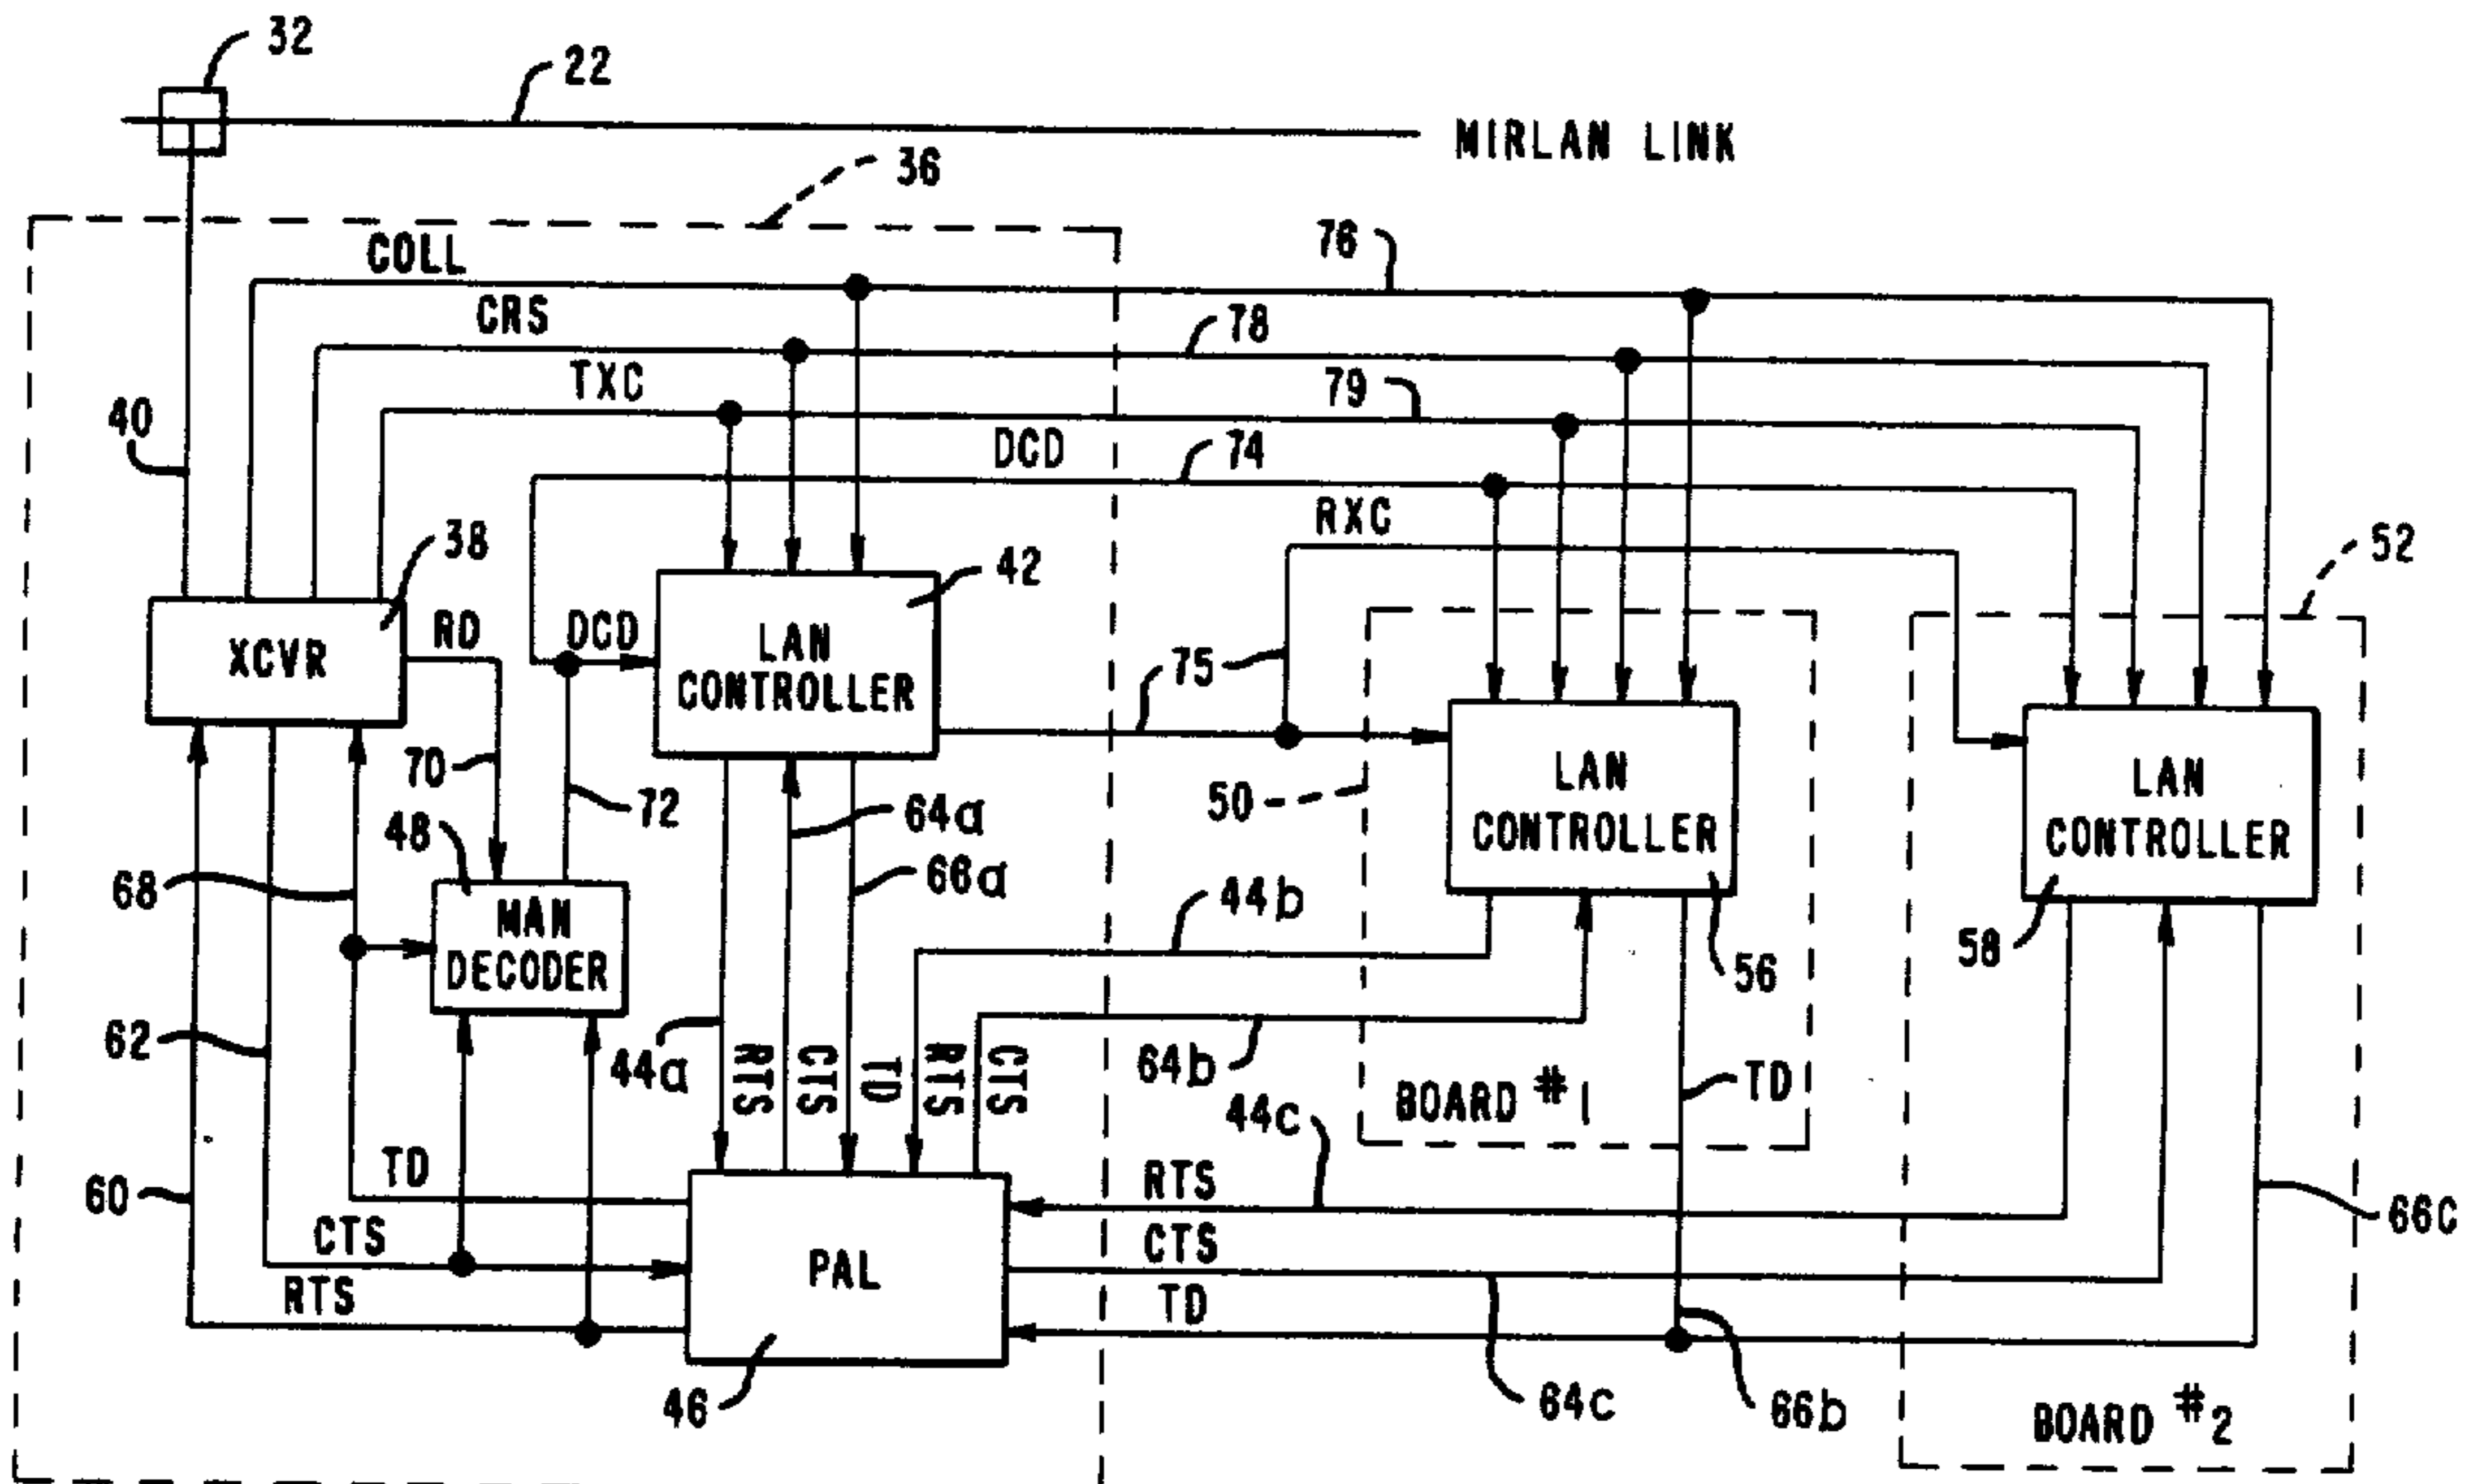 32
22
MIRLAN LINK
36
COLL
76
CRS
78
TXC
79
40
DCD
74
RXC
38
42
52
XCVR
RD
DCD
LAN
CONTROLLER
75
70
72
50
LAN
CONTROLLER
LAN
CONTROLLER
48
64a
68
66a
44b
MAN
DECODER
58
56
62
44a
RTS
CTS
TD
RTS
CTS
64b
TD
BOARD #1
44c
TD
RTS
60
66C
CTS
CTS
PAL
RTS
TD
46
64c
66b
BOARD #2